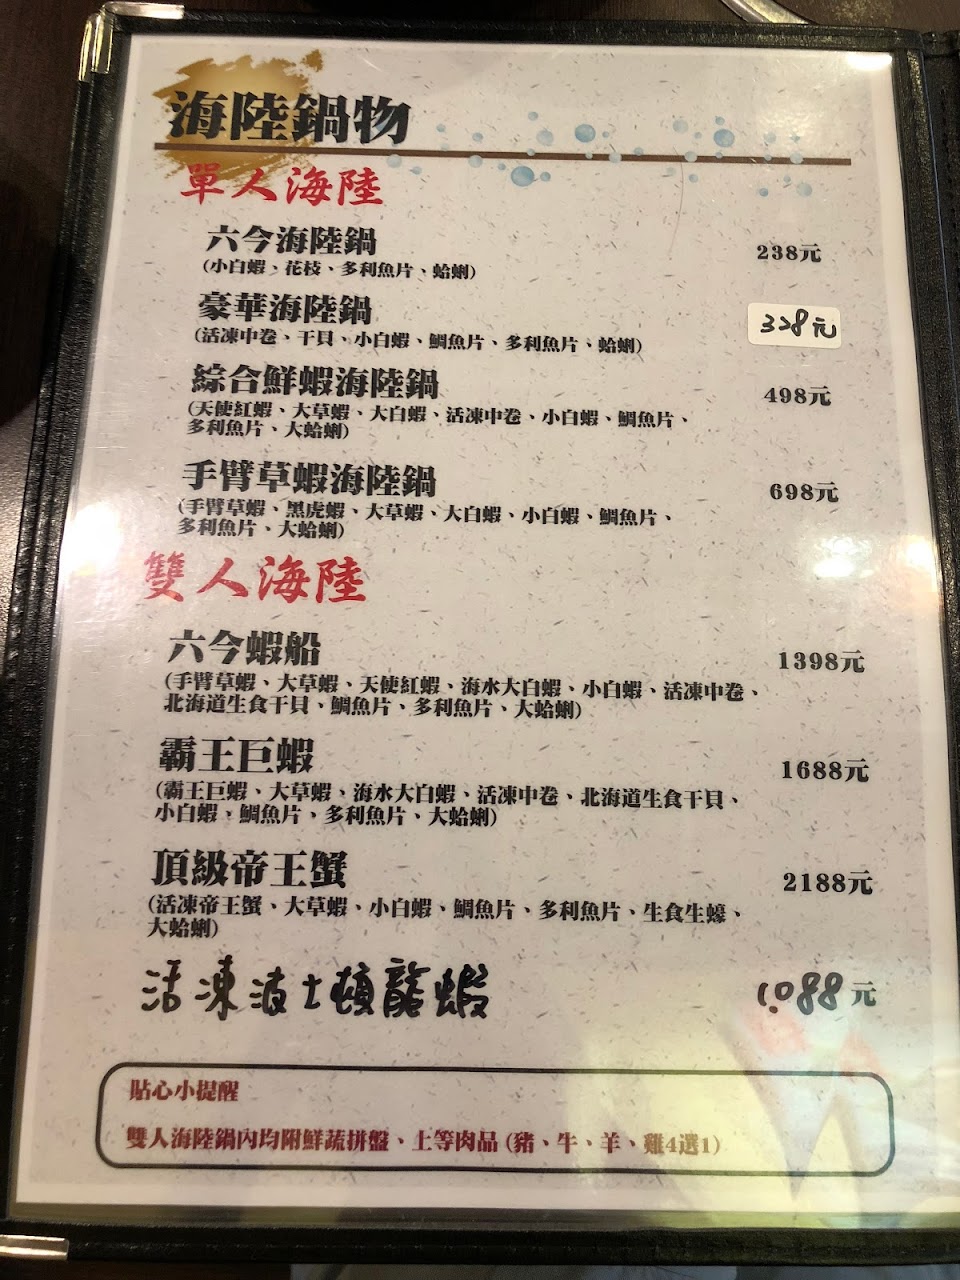 海陸鍋物
單人海陸
六今海陸鍋 238元
(小白蝦、花枝、多利魚片、蛤蜊)
豪華海陸鍋 328元
(活凍中卷、干貝、小白蝦、鯛魚片、多利魚片、蛤蜊)
綜合鮮蝦海陸鍋 498元
(天使紅蝦、大草蝦、大白蝦、活凍中卷、小白蝦、鯛魚片、
多利魚片、大蛤蜊)
手臂草蝦海陸鍋 698元
(手臂草蝦、黑虎蝦、大草蝦、大白蝦、小白蝦、鯛魚片、
多利魚片、大蛤蜊)
雙人海陸
六今蝦船 1398元
(手臂草蝦、大草蝦、天使紅蝦、海水大白蝦、小白蝦、活凍中卷、
北海道生食干貝、鯛魚片、多利魚片、大蛤蜊)
霸王巨蝦 1688元
(霸王巨蝦、大草蝦、海水大白蝦、活凍中卷、北海道生食干貝、
小白蝦，鯛魚片，多利魚片、大蛤蜊)
頂級帝王蟹 2188元
(活凍帝王蟹、大草蝦、小白蝦、鯛魚片、多利魚片、生食生蠔、
大蛤蜊)
活凍波士頓龍蝦 1.088元
貼心小提醒
雙人海陸鍋內均附鮮蔬拼盤、上等肉品 (豬、牛、羊、雞4選1)